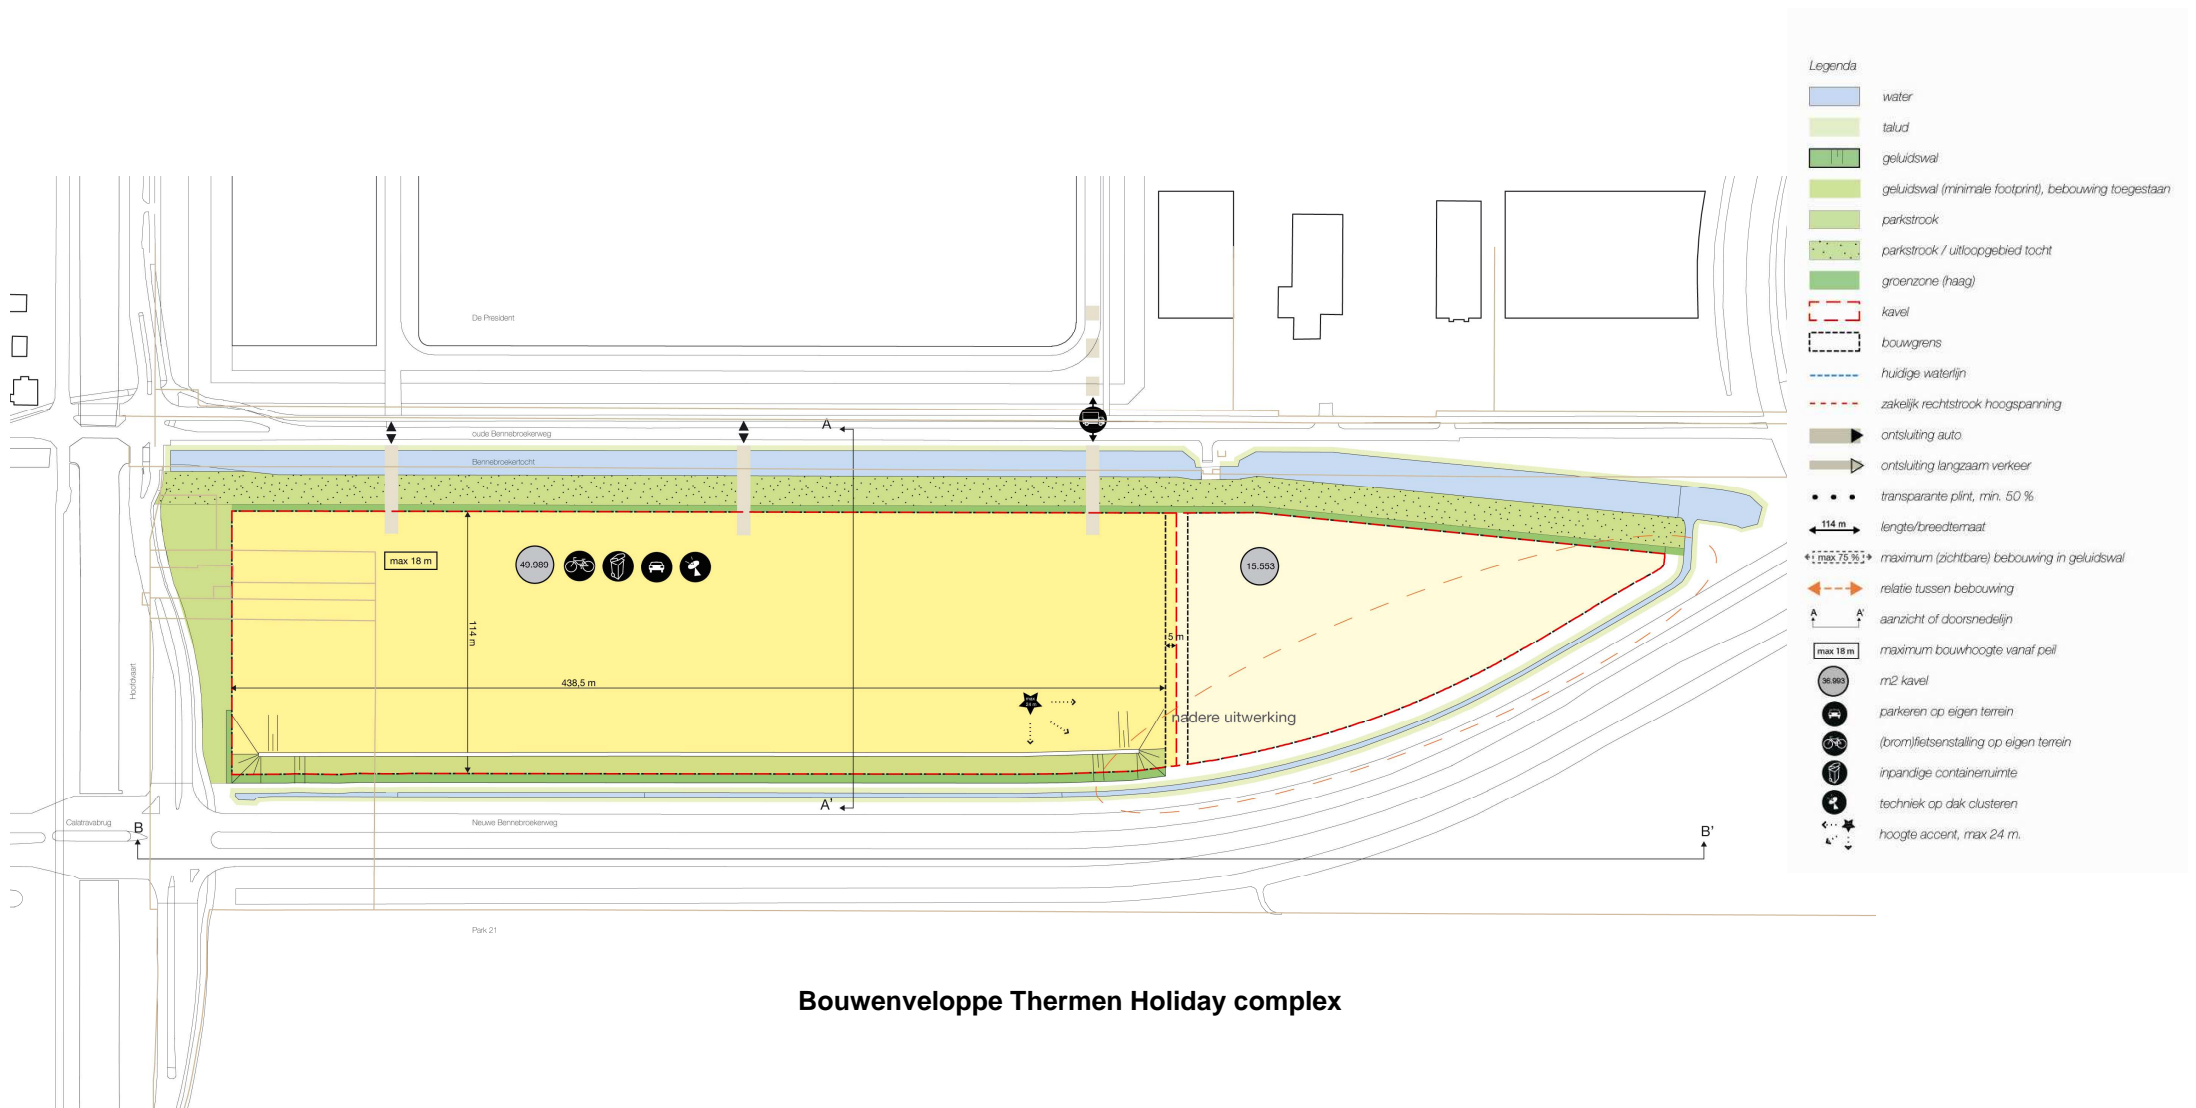 Legenda
water
talud
geluidswal
geluidswal (minimale footprint), bebouwing toegestaan
parkstrook
parkstrook / uitloopgebied tocht
groenzone (haag)
kavel
bouwgrens
huidige waterlijn
zakelijk rechtstrook hoogspanning
ontsluiting auto
ontsluiting langzaam verkeer
transparante plint, min. 50 %
114 m
lengte/breedtemaat
max 75 %
maximum (zichtbare) bebouwing in geluidswal
relatie tussen bebouwing
A A'
aanzicht of doorsnedelijn
max 18 m
maximum bouwhoogte vanaf peil
36.993
m2 kavel
parkeren op eigen terrein
(brom)fietsenstalling op eigen terrein
inpandige containerruimte
techniek op dak clusteren
hoogte accent, max 24 m.
De President
A
oude Bennebroekerweg
Bennebroekertocht
max 18 m
49.989
15.553
114 m
5 m
Hoofdvaart
438,5 m
max
24 m
nadere uitwerking
A'
Calatravabrug
B
Nieuwe Bennebroekerweg
B'
Park 21
Bouwenveloppe Thermen Holiday complex